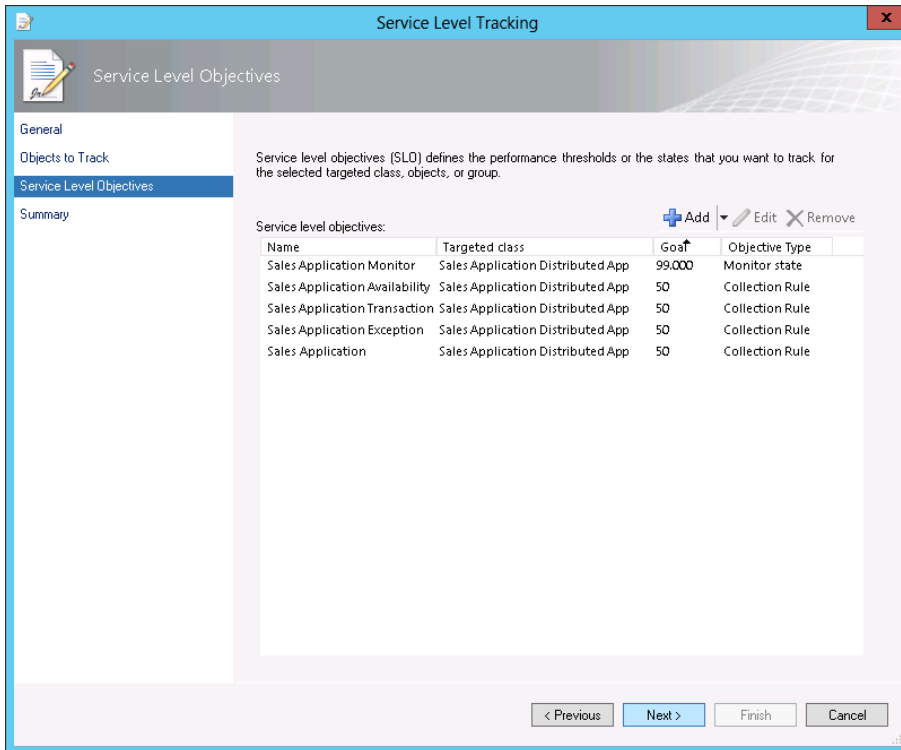 Service Level Tracking
x
Service Level Objectives
General
Objects to Track
Service Level Objectives
Summary
Service level objectives (SLO) defines the performance thresholds or the states that you want to track for
the selected targeted class, objects, or group.
Service level objectives:
Add Edit Remove
Name Targeted class Goal Objective Type
Sales Application Monitor Sales Application Distributed App 99.000 Monitor state
Sales Application Availability Sales Application Distributed App 50 Collection Rule
Sales Application Transaction Sales Application Distributed App 50 Collection Rule
Sales Application Exception Sales Application Distributed App 50 Collection Rule
Sales Application Sales Application Distributed App 50 Collection Rule
< Previous Next > Finish Cancel